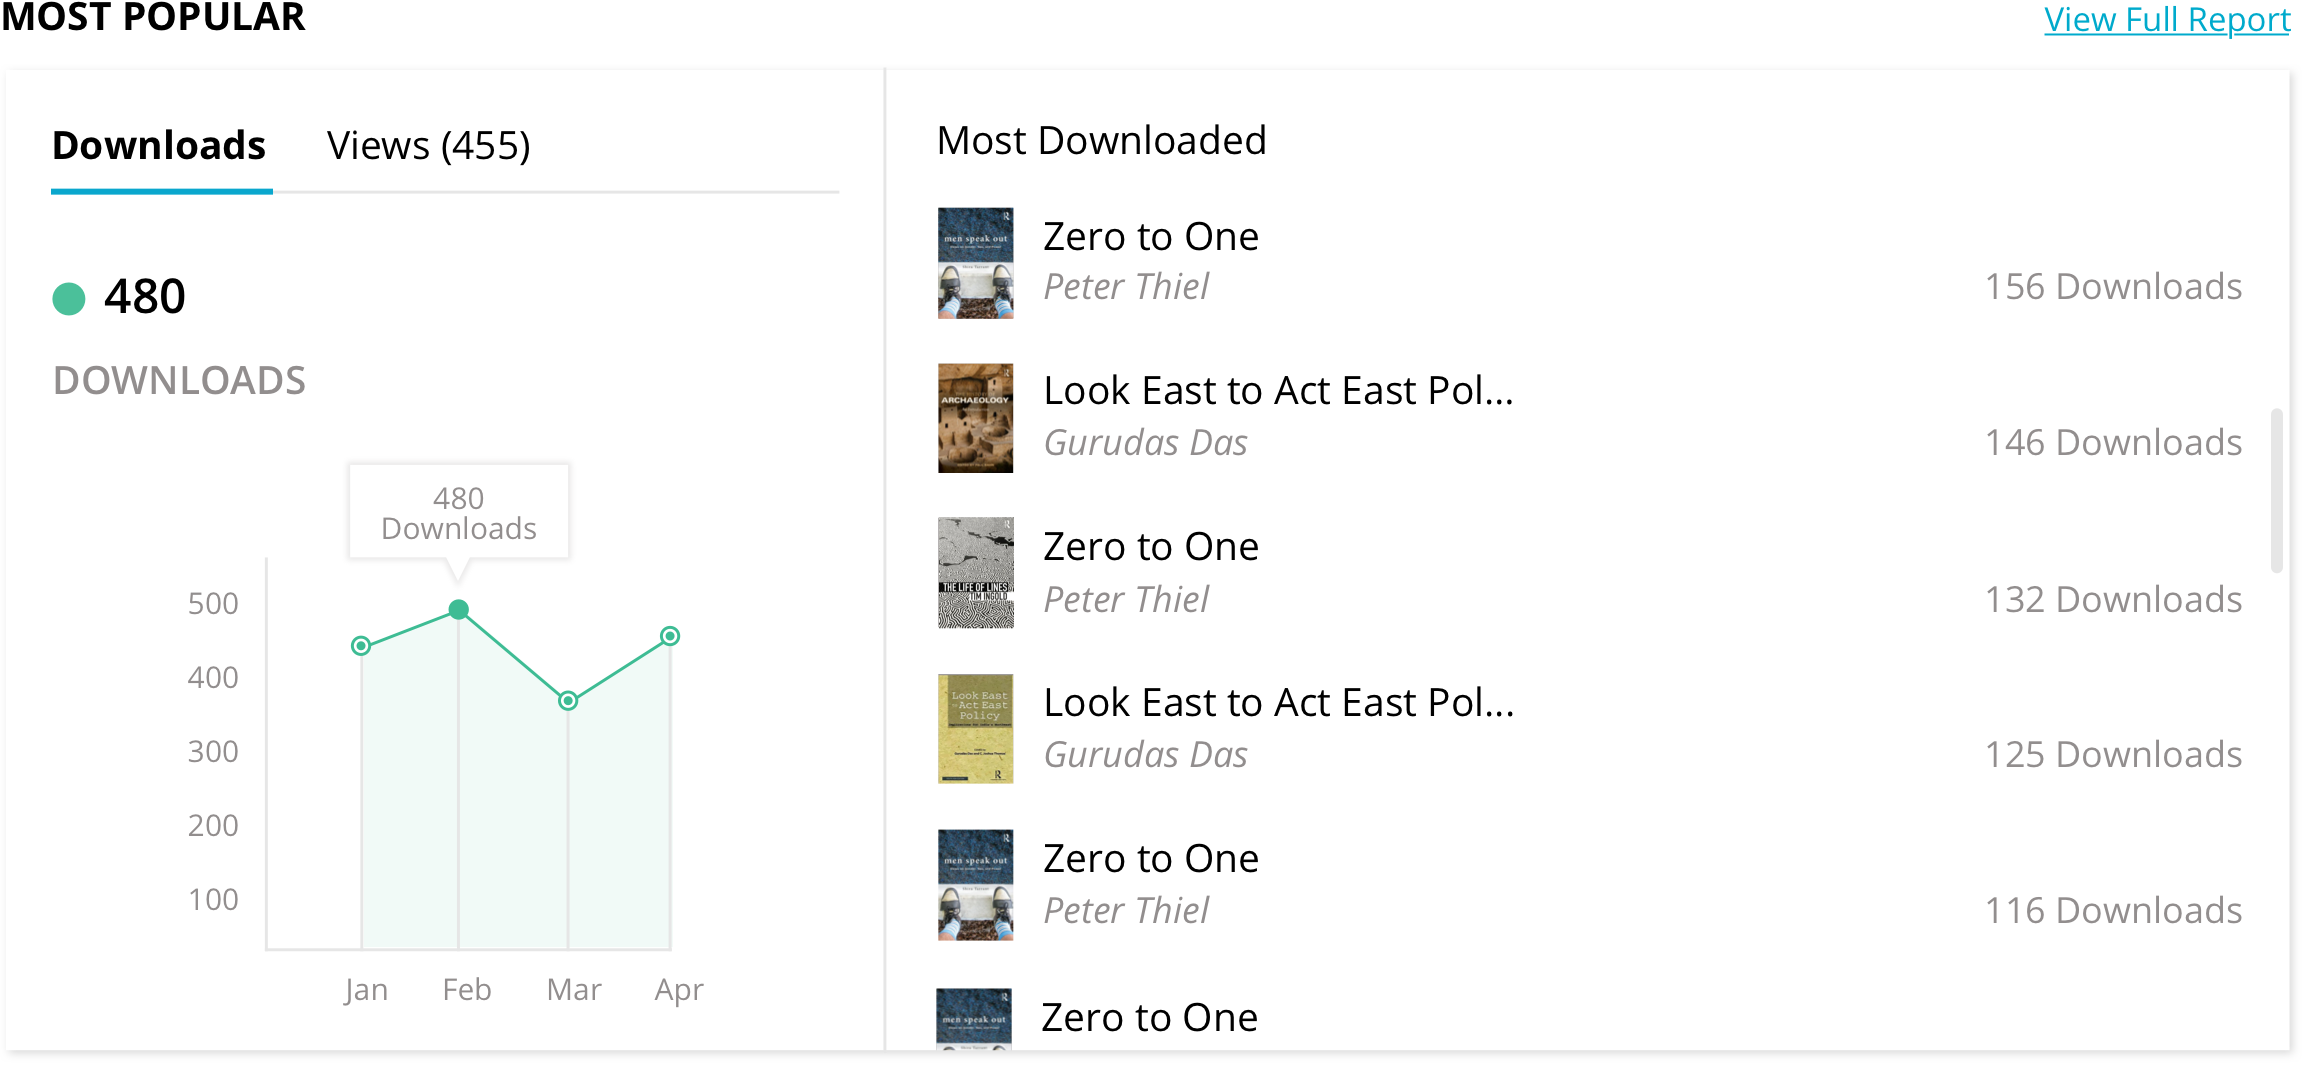 MOST POPULAR
View Full Report
Downloads
Views (455)
480
DOWNLOADS
480
Downloads
500
400
300
200
100
Jan
Feb
Mar
Apr
Most Downloaded
men speak out
Zero to One
Peter Thiel
156 Downloads
ARCHAEOLOGY
Look East to Act East Pol...
Gurudas Das
146 Downloads
THE LIFE OF LINES
TIM INGOLD
Zero to One
Peter Thiel
132 Downloads
Look East
Act East
Policy
Look East to Act East Pol...
Gurudas Das
125 Downloads
men speak out
Zero to One
Peter Thiel
116 Downloads
men speak out
Zero to One